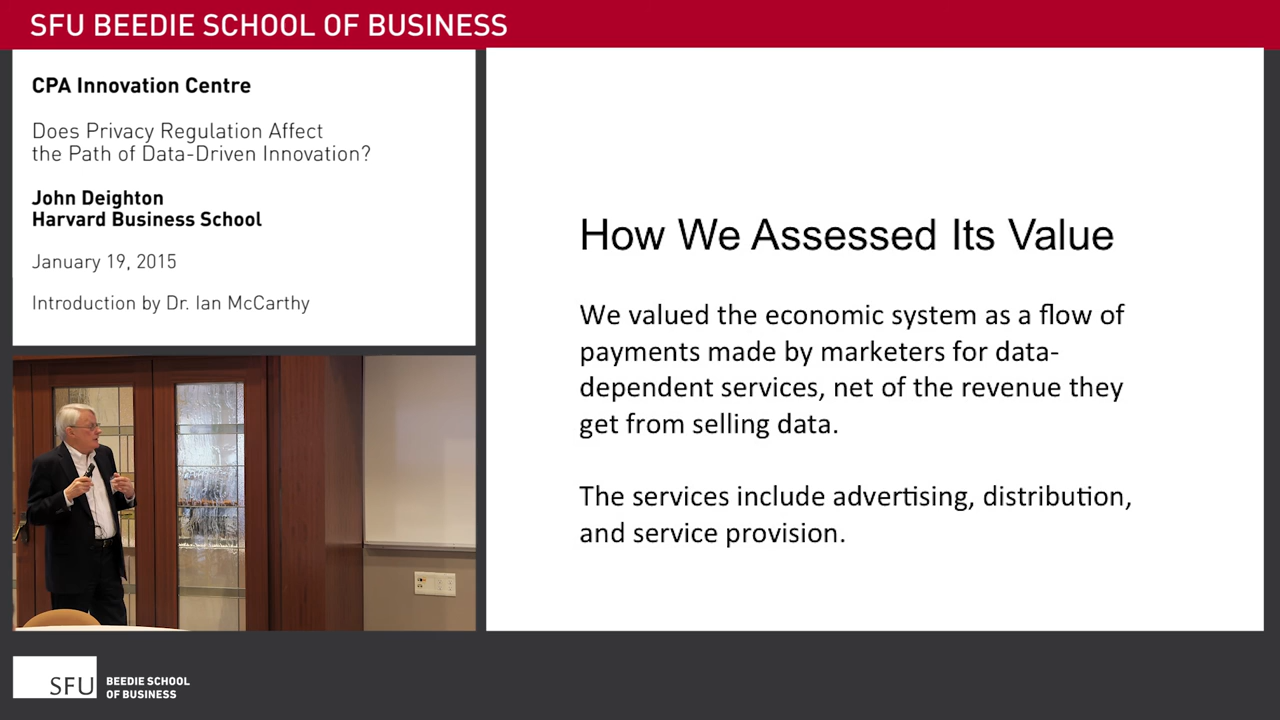 SFU BEEDIE SCHOOL OF BUSINESS
CPA Innovation Centre
Does Privacy Regulation Affect
the Path of Data-Driven Innovation?
John Deighton
Harvard Business School
January 19, 2015
Introduction by Dr. Ian McCarthy
How We Assessed Its Value
We valued the economic system as a flow of
payments made by marketers for data-
dependent services, net of the revenue they
get from selling data.
The services include advertising, distribution,
and service provision.
SFU
BEEDIE SCHOOL
OF BUSINESS